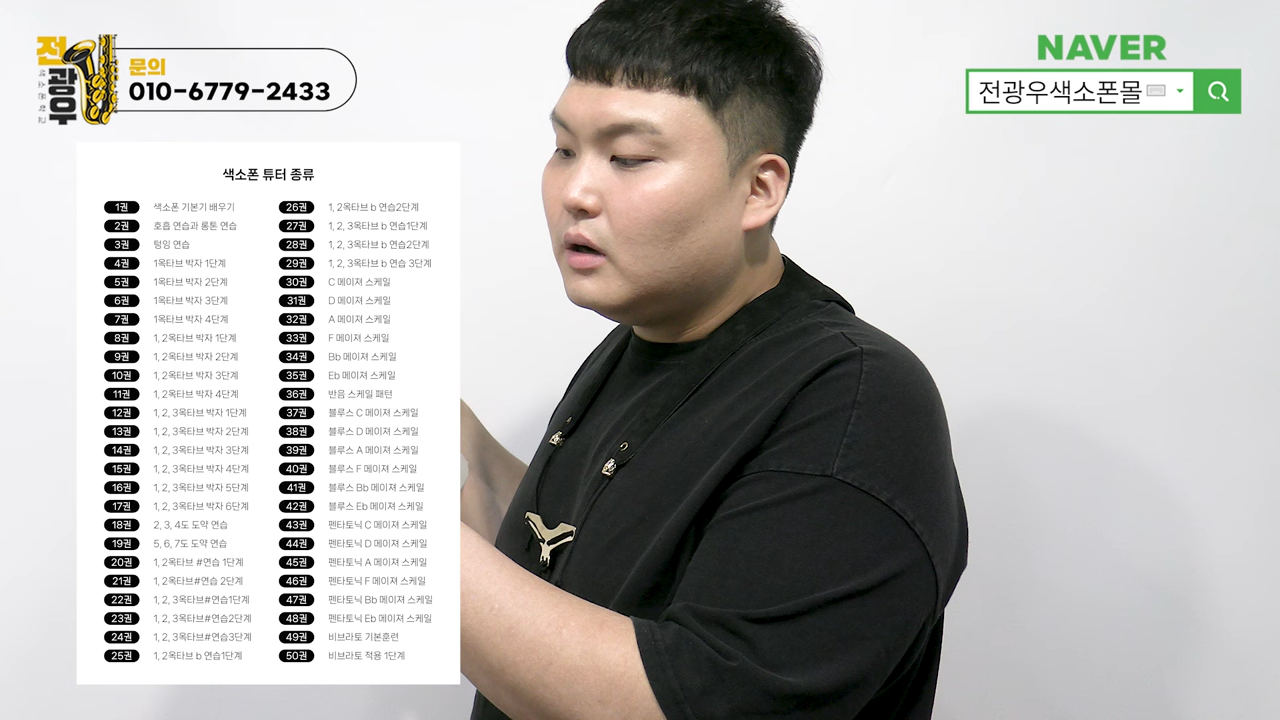 전광우
색소폰학교
문의
010-6779-2433
NAVER
전광우색소폰몰
색소폰 튜터 종류
1권 색소폰 기본기 배우기
2권 호흡 연습과 롱톤 연습
3권 텅잉 연습
4권 1옥타브 박자 1단계
5권 1옥타브 박자 2단계
6권 1옥타브 박자 3단계
7권 1옥타브 박자 4단계
8권 1, 2옥타브 박자 1단계
9권 1, 2옥타브 박자 2단계
10권 1, 2옥타브 박자 3단계
11권 1, 2옥타브 박자 4단계
12권 1, 2, 3옥타브 박자 1단계
13권 1, 2, 3옥타브 박자 2단계
14권 1, 2, 3옥타브 박자 3단계
15권 1, 2, 3옥타브 박자 4단계
16권 1, 2, 3옥타브 박자 5단계
17권 1, 2, 3옥타브 박자 6단계
18권 2, 3, 4도 도약 연습
19권 5, 6, 7도 도약 연습
20권 1, 2옥타브 #연습 1단계
21권 1, 2옥타브#연습 2단계
22권 1, 2, 3옥타브#연습1단계
23권 1, 2, 3옥타브#연습2단계
24권 1, 2, 3옥타브#연습3단계
25권 1, 2옥타브 b 연습1단계
26권 1, 2옥타브 b 연습2단계
27권 1, 2, 3옥타브 b 연습1단계
28권 1, 2, 3옥타브 b 연습2단계
29권 1, 2, 3옥타브 b 연습 3단계
30권 C 메이져 스케일
31권 D 메이져 스케일
32권 A 메이져 스케일
33권 F 메이져 스케일
34권 Bb 메이져 스케일
35권 Eb 메이져 스케일
36권 반음 스케일 패턴
37권 블루스 C 메이져 스케일
38권 블루스 D 메이져 스케일
39권 블루스 A 메이져 스케일
40권 블루스 F 메이져 스케일
41권 블루스 Bb 메이져 스케일
42권 블루스 Eb 메이져 스케일
43권 펜타토닉 C 메이져 스케일
44권 펜타토닉 D 메이져 스케일
45권 펜타토닉 A 메이져 스케일
46권 펜타토닉 F 메이져 스케일
47권 펜타토닉 Bb 메이져 스케일
48권 펜타토닉 Eb 메이져 스케일
49권 비브라토 기본훈련
50권 비브라토 적용 1단계